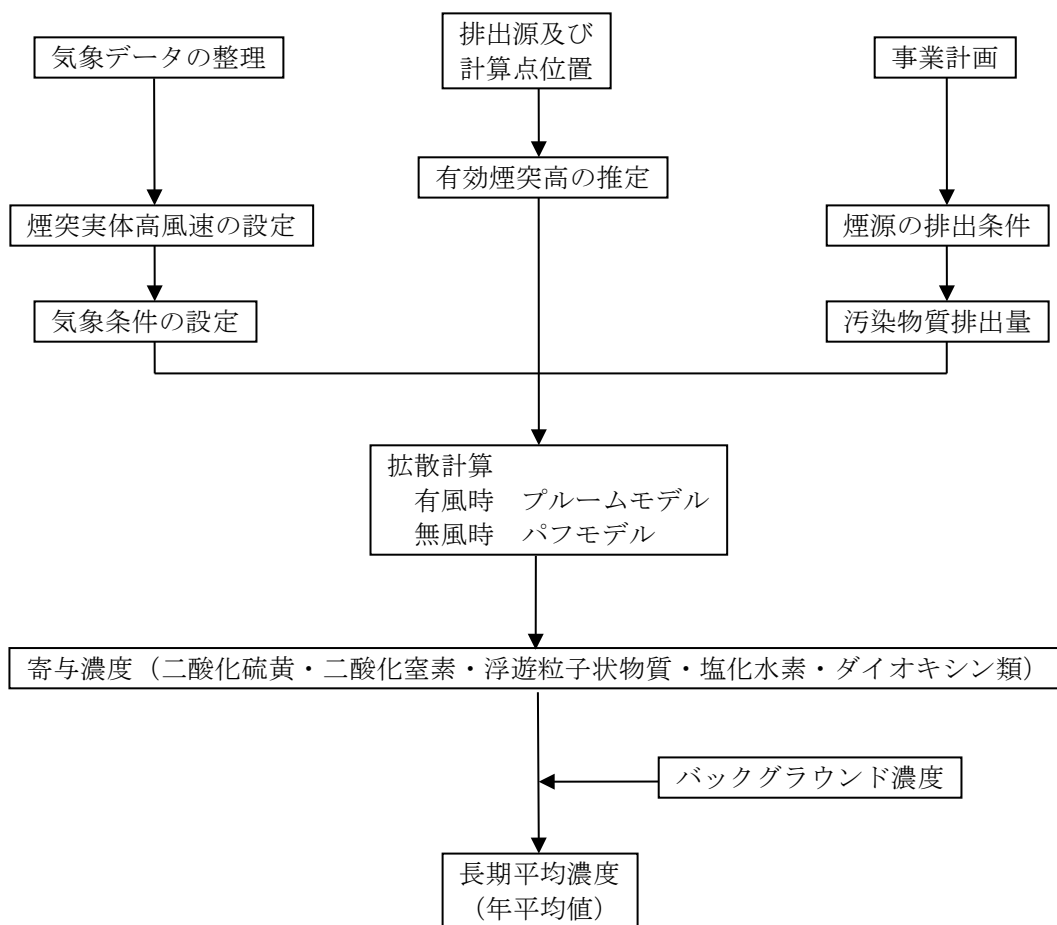 気象データの整理
排出源及び
計算点位置
事業計画
有効煙突高の推定
煙突実体高風速の設定
煙源の排出条件
気象条件の設定
汚染物質排出量
拡散計算
有風時　プルームモデル
無風時　パフモデル
寄与濃度（二酸化硫黄・二酸化窒素・浮遊粒子状物質・塩化水素・ダイオキシン類）
バックグラウンド濃度
長期平均濃度
（年平均値）